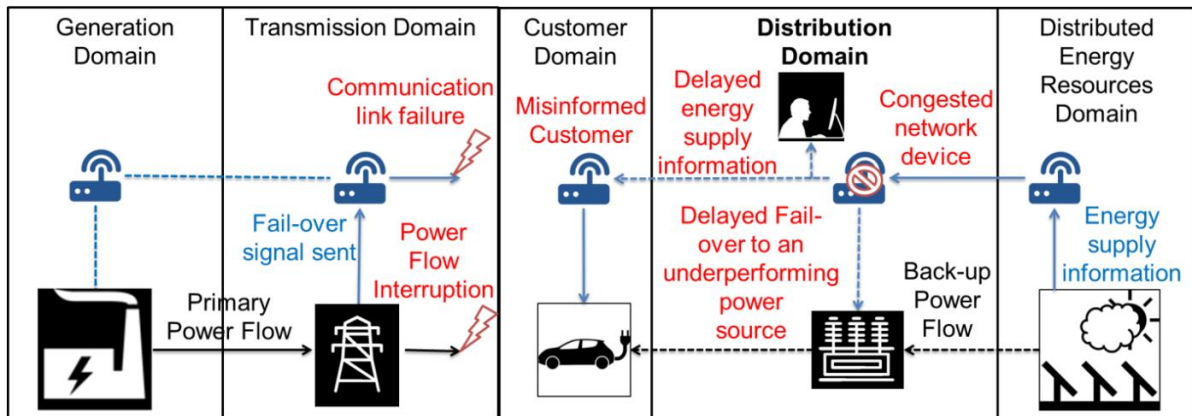 Generation
Domain
Transmission Domain
Customer
Domain
Distribution
Domain
Distributed
Energy
Resources
Domain
Communication
link failure
Misinformed
Customer
Delayed
energy
supply
information
Congested
network
device
Fail-over
signal sent
Power
Flow
Interruption
Delayed Fail-
over to an
underperforming
power
source
Energy
supply
information
Primary
Power Flow
Back-up
Power
Flow